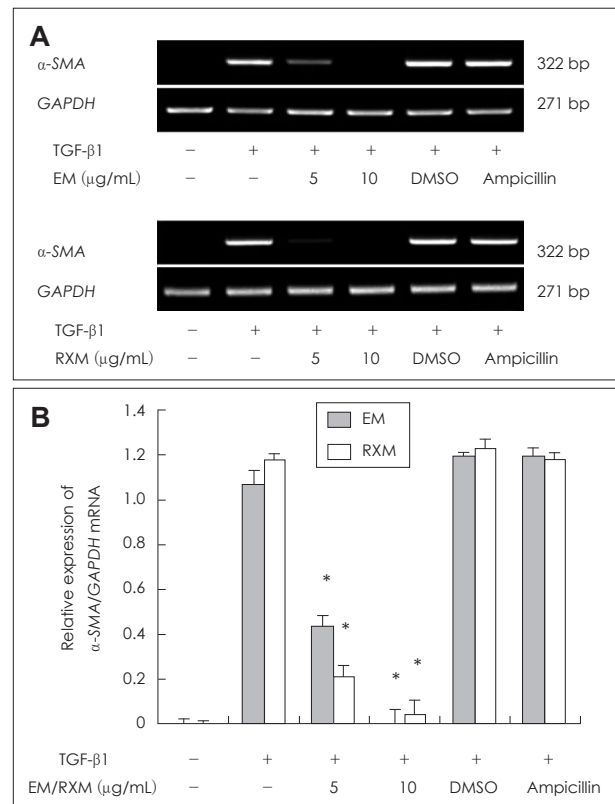 A
α-SMA 322 bp
GAPDH 271 bp
TGF-β1 − + + + + +
EM (μg/mL) − − 5 10 DMSO Ampicillin
α-SMA 322 bp
GAPDH 271 bp
TGF-β1 − + + + + +
RXM (μg/mL) − − 5 10 DMSO Ampicillin
B
EM
RXM
Relative expression of
α-SMA/GAPDH mRNA
1.4
1.2
1.0
0.8
0.6
0.4
0.2
0
* *
* *
TGF-β1 − + + + + +
EM/RXM (μg/mL) − − 5 10 DMSO Ampicillin